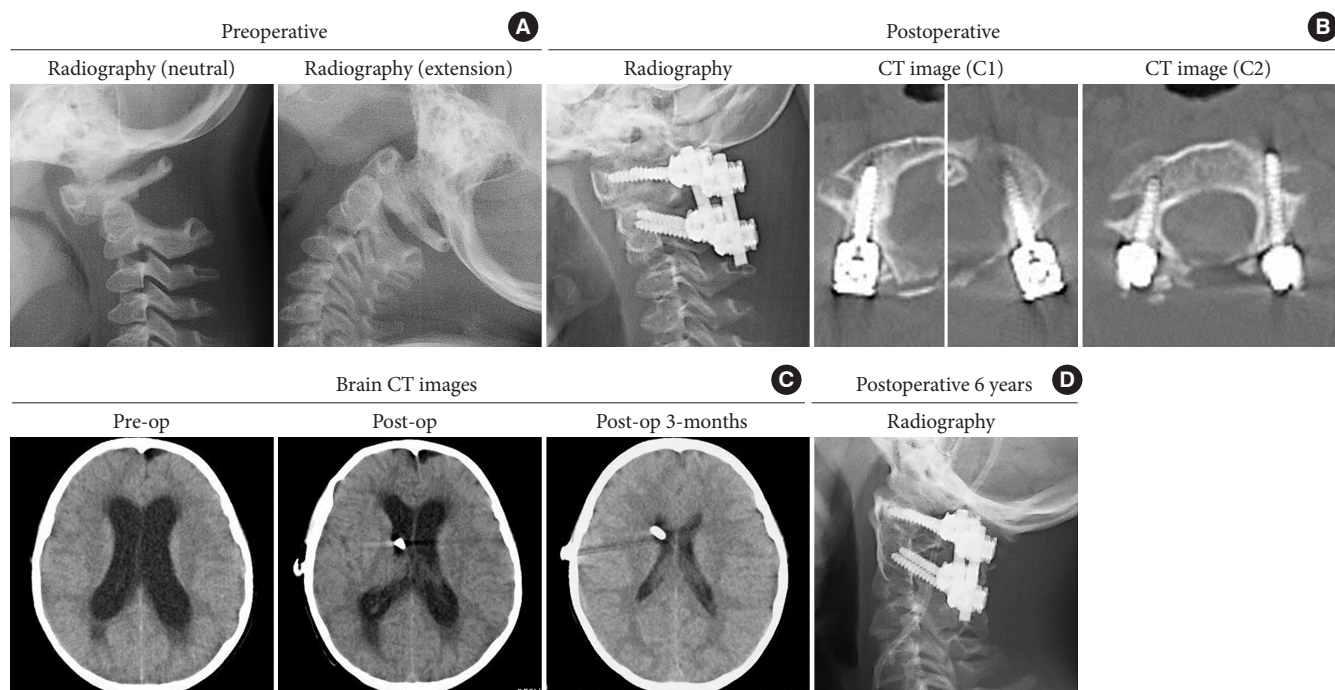 Preoperative A
Postoperative B
Radiography (neutral) Radiography (extension) Radiography CT image (C1) CT image (C2)
Brain CT images C
Postoperative 6 years D
Pre-op Post-op Post-op 3-months Radiography